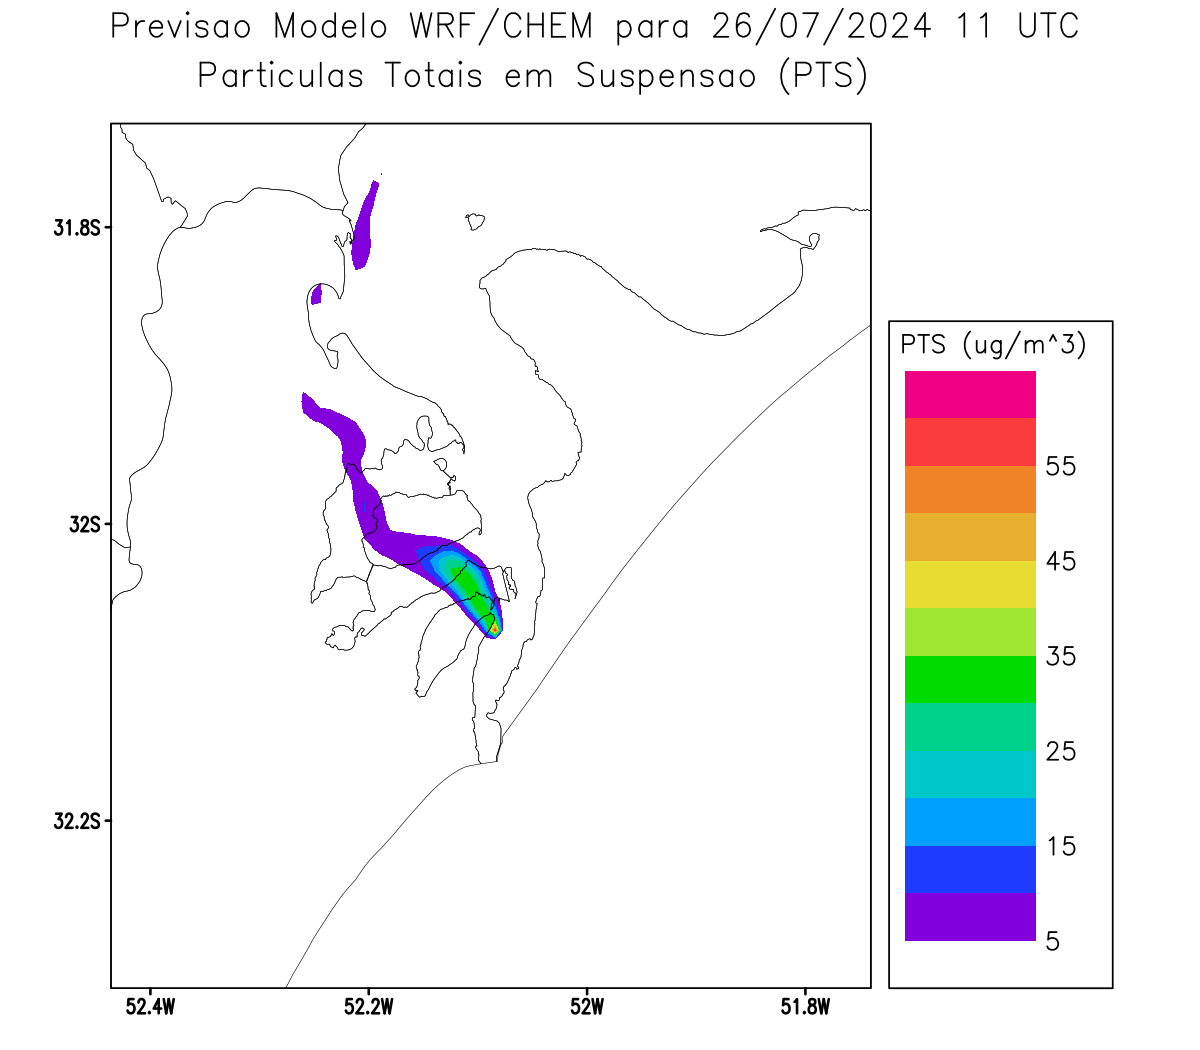 Previsao Modelo WRF/CHEM para 26/07/2024 11 UTC
Particulas Totais em Suspensao (PTS)
31.8S
32S
32.2S
52.4W
52.2W
52W
51.8W
PTS (ug/m^3)
55
45
35
25
15
5